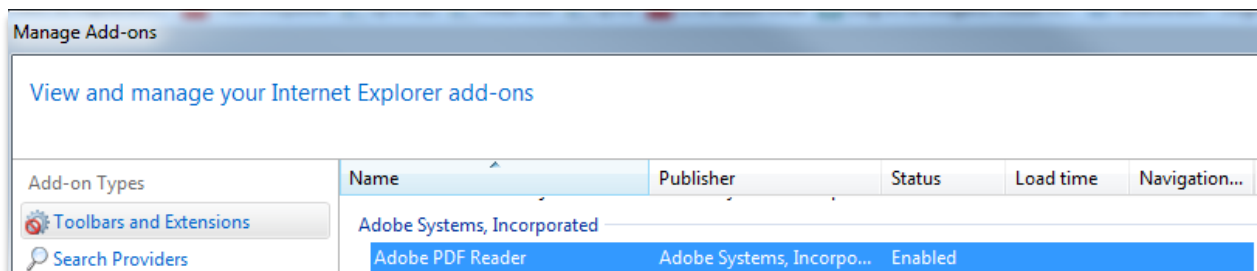 Manage Add-ons
View and manage your Internet Explorer add-ons
Add-on Types
Name Publisher Status Load time Navigation...
Toolbars and Extensions
Adobe Systems, Incorporated
Search Providers
Adobe PDF Reader Adobe Systems, Incorpo... Enabled